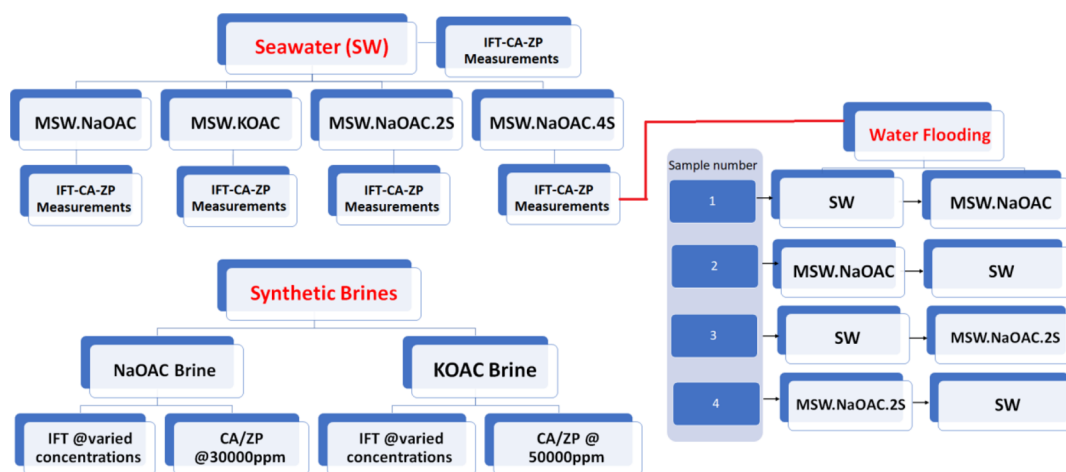 Seawater (SW)
IFT-CA-ZP
Measurements
MSW.NaOAC
MSW.KOAC
MSW.NaOAC.2S
MSW.NaOAC.4S
IFT-CA-ZP
Measurements
IFT-CA-ZP
Measurements
IFT-CA-ZP
Measurements
IFT-CA-ZP
Measurements
Water Flooding
Sample number
1
SW
MSW.NaOAC
2
MSW.NaOAC
SW
3
SW
MSW.NaOAC.2S
4
MSW.NaOAC.2S
SW
Synthetic Brines
NaOAC Brine
KOAC Brine
IFT @varied
concentrations
CA/ZP
@30000ppm
IFT @varied
concentrations
CA/ZP @
50000ppm